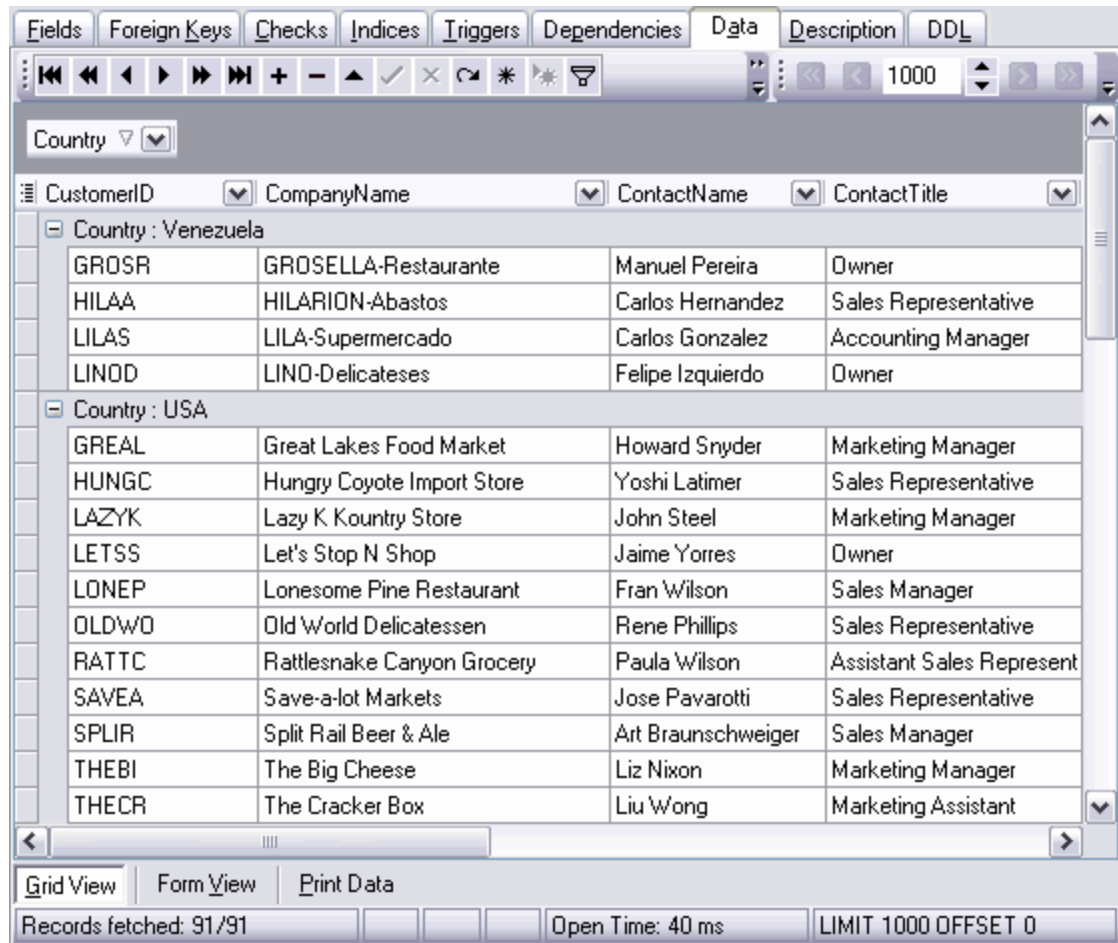 Fields Foreign Keys Checks Indices Triggers Dependencies Data Description DDL
1000
Country
CustomerID CompanyName ContactName ContactTitle
Country : Venezuela
GROSR GROSELLA-Restaurante Manuel Pereira Owner
HILAA HILARION-Abastos Carlos Hernandez Sales Representative
LILAS LILA-Supermercado Carlos Gonzalez Accounting Manager
LINOD LINO-Delicateses Felipe Izquierdo Owner
Country : USA
GREAL Great Lakes Food Market Howard Snyder Marketing Manager
HUNGC Hungry Coyote Import Store Yoshi Latimer Sales Representative
LAZYK Lazy K Kountry Store John Steel Marketing Manager
LETSS Let's Stop N Shop Jaime Yorres Owner
LONEP Lonesome Pine Restaurant Fran Wilson Sales Manager
OLDWO Old World Delicatessen Rene Phillips Sales Representative
RATTC Rattlesnake Canyon Grocery Paula Wilson Assistant Sales Represent
SAVEA Save-a-lot Markets Jose Pavarotti Sales Representative
SPLIR Split Rail Beer & Ale Art Braunschweiger Sales Manager
THEBI The Big Cheese Liz Nixon Marketing Manager
THECR The Cracker Box Liu Wong Marketing Assistant
Grid View Form View Print Data
Records fetched: 91/91 Open Time: 40 ms LIMIT 1000 OFFSET 0